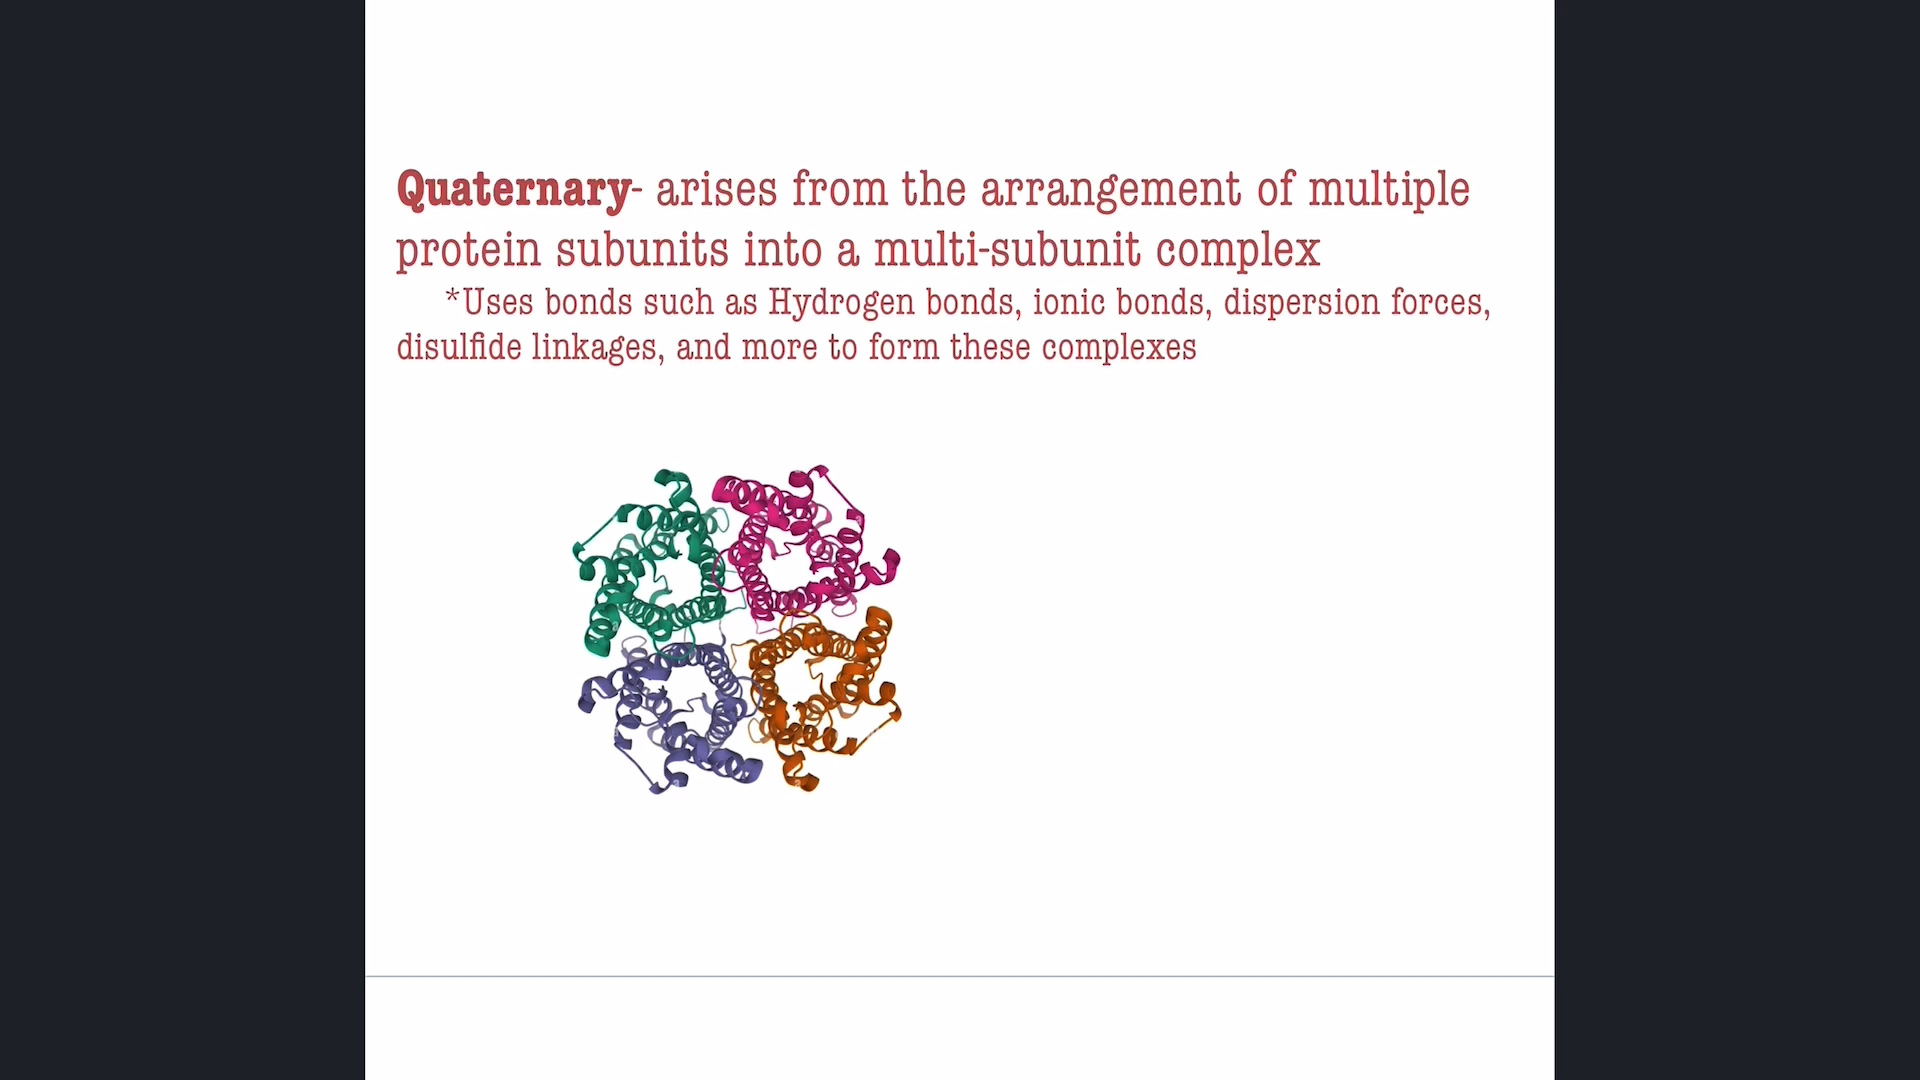 Quaternary- arises from the arrangement of multiple
protein subunits into a multi-subunit complex
*Uses bonds such as Hydrogen bonds, ionic bonds, dispersion forces,
disulfide linkages, and more to form these complexes